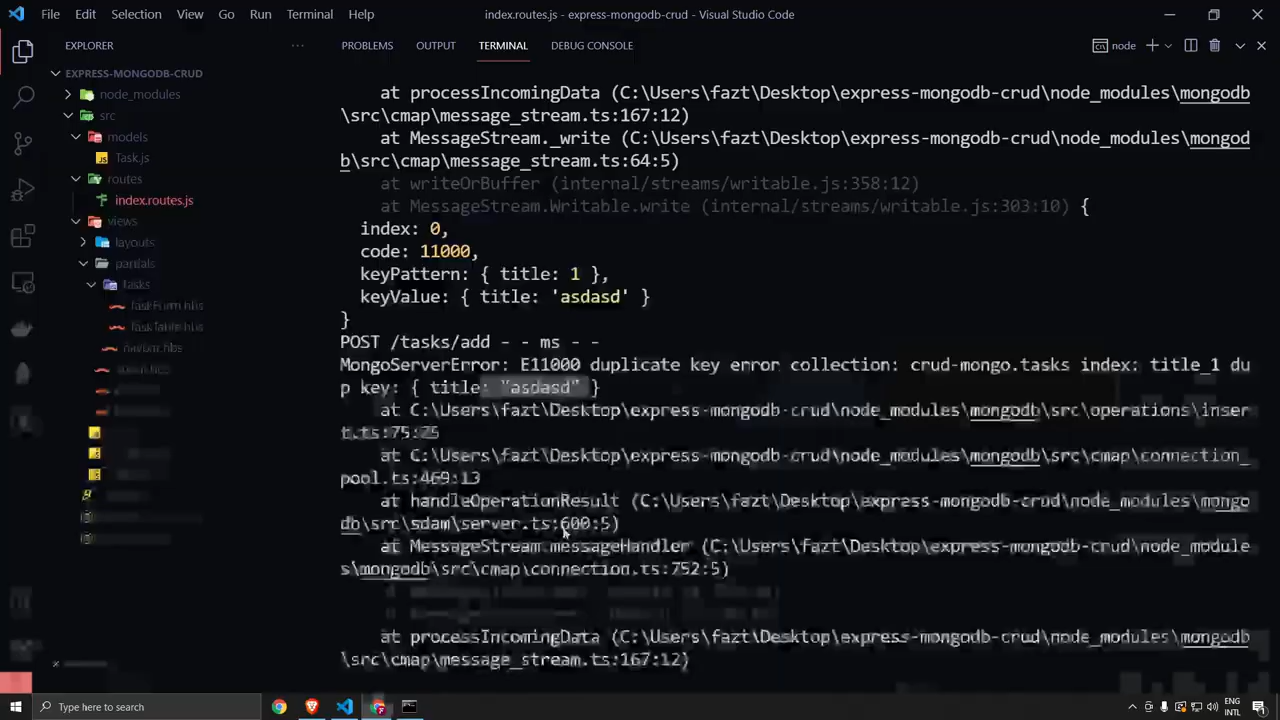 File Edit Selection View Go Run Terminal Help
index.routes.js - express-mongodb-crud - Visual Studio Code
EXPLORER
PROBLEMS OUTPUT TERMINAL DEBUG CONSOLE
node
EXPRESS-MONGODB-CRUD
node_modules
src
models
Task.js
routes
index.routes.js
views
layouts
partials
tasks
at processIncomingData (C:\Users\fazt\Desktop\express-mongodb-crud\node_modules\mongodb
\src\cmap\message_stream.ts:167:12)
at MessageStream._write (C:\Users\fazt\Desktop\express-mongodb-crud\node_modules\mongod
b\src\cmap\message_stream.ts:64:5)
at writeOrBuffer (internal/streams/writable.js:358:12)
at MessageStream.Writable.write (internal/streams/writable.js:303:10) {
index: 0,
code: 11000,
keyPattern: { title: 1 },
keyValue: { title: 'asdasd' }
}
POST /tasks/add - - ms - -
MongoServerError: E11000 duplicate key error collection: crud-mongo.tasks index: title_1 du
p key: { title: "asdasd" }
at C:\Users\fazt\Desktop\express-mongodb-crud\node_modules\mongodb\src\operations\inser
t.ts:75:25
at C:\Users\fazt\Desktop\express-mongodb-crud\node_modules\mongodb\src\cmap\connection_
pool.ts:469:13
at handleOperationResult (C:\Users\fazt\Desktop\express-mongodb-crud\node_modules\mongo
db\src\sdam\server.ts:600:5)
at MessageStream.messageHandler (C:\Users\fazt\Desktop\express-mongodb-crud\node_module
s\mongodb\src\cmap\connection.ts:752:5)
at processIncomingData (C:\Users\fazt\Desktop\express-mongodb-crud\node_modules\mongodb
\src\cmap\message_stream.ts:167:12)
Type here to search
ENG
INTL